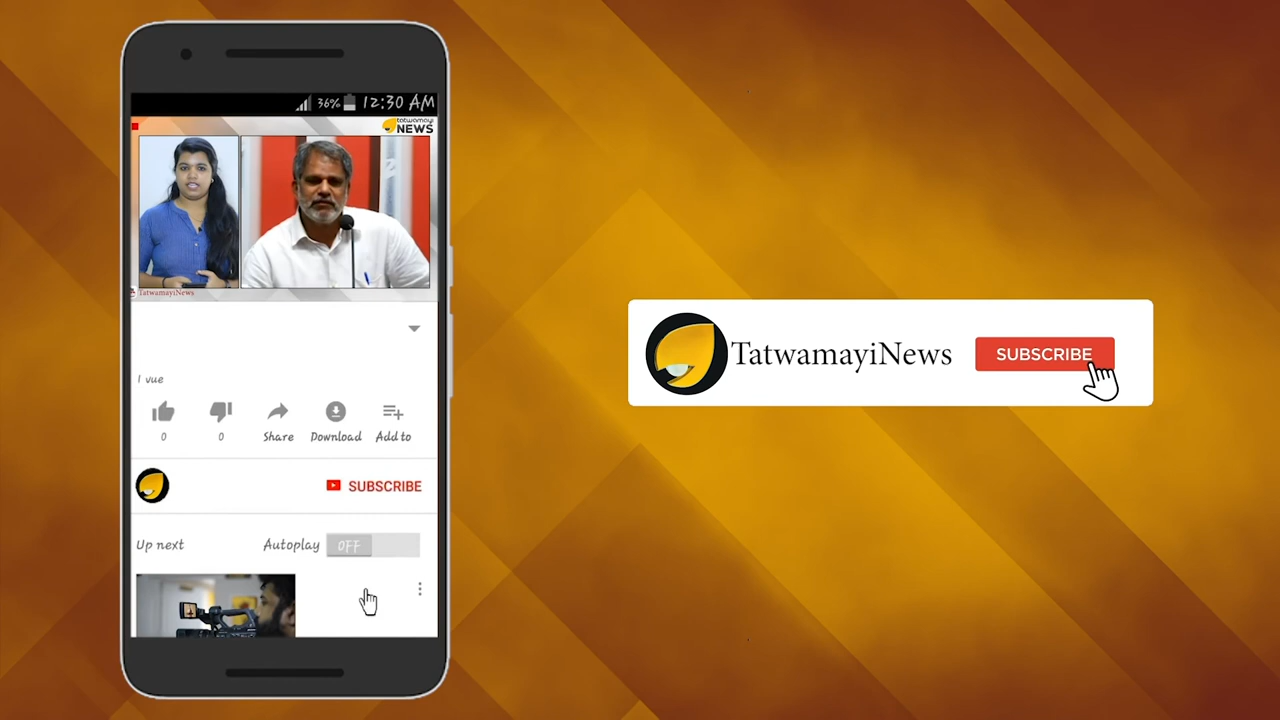 36% 12:30 AM
tatwamayi
NEWS
TatwamayiNews
1 vue
0 0 Share Download Add to
SUBSCRIBE
Up next Autoplay OFF
TatwamayiNews SUBSCRIBE